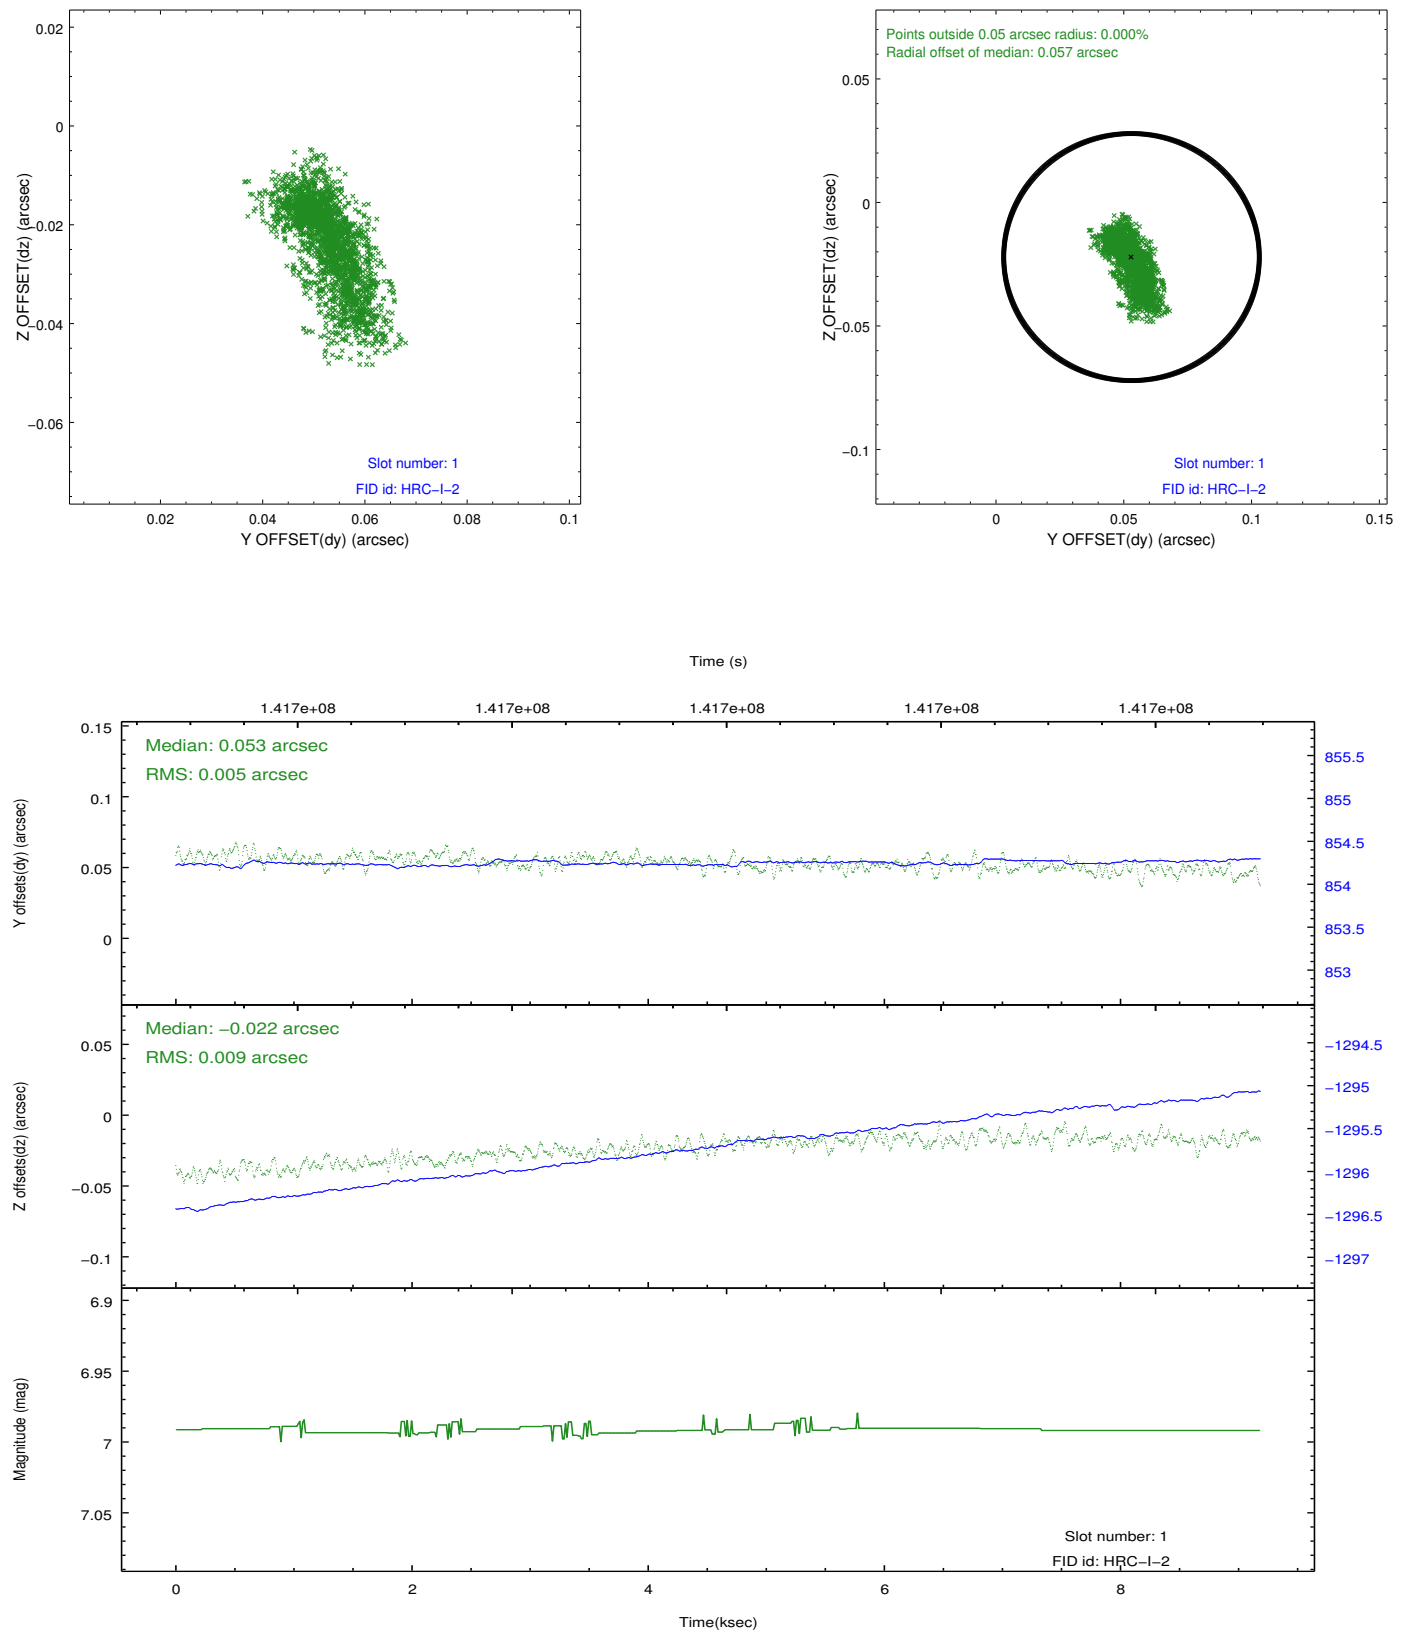 0.02
0
−0.02
−0.04
−0.06
Z OFFSET(dz) (arcsec)
Slot number: 1
FID id: HRC−I−2
0.02 0.04 0.06 0.08 0.1
Y OFFSET(dy) (arcsec)
Points outside 0.05 arcsec radius: 0.000%
Radial offset of median: 0.057 arcsec
0.05
0
−0.05
−0.1
Z OFFSET(dz) (arcsec)
Slot number: 1
FID id: HRC−I−2
0 0.05 0.1 0.15
Y OFFSET(dy) (arcsec)
Time (s)
1.417e+08 1.417e+08 1.417e+08 1.417e+08 1.417e+08
Median: 0.053 arcsec
RMS: 0.005 arcsec
0.15
0.1
0.05
0
Y offsets(dy) (arcsec)
855.5
855
854.5
854
853.5
853
Median: −0.022 arcsec
RMS: 0.009 arcsec
0.05
0
−0.05
−0.1
Z offsets(dz) (arcsec)
−1294.5
−1295
−1295.5
−1296
−1296.5
−1297
6.9
6.95
7
7.05
Magnitude (mag)
Slot number: 1
FID id: HRC−I−2
0 2 4 6 8
Time(ksec)